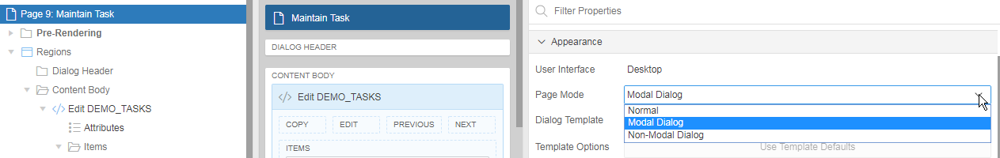 Page 9: Maintain Task
Pre-Rendering
Regions
Dialog Header
Content Body
Edit DEMO_TASKS
Attributes
Items
Maintain Task
DIALOG HEADER
CONTENT BODY
Edit DEMO_TASKS
COPY EDIT PREVIOUS NEXT
ITEMS
Filter Properties
Appearance
User Interface Desktop
Page Mode Modal Dialog
Normal
Dialog Template Modal Dialog
Non-Modal Dialog
Template Options Use Template Defaults